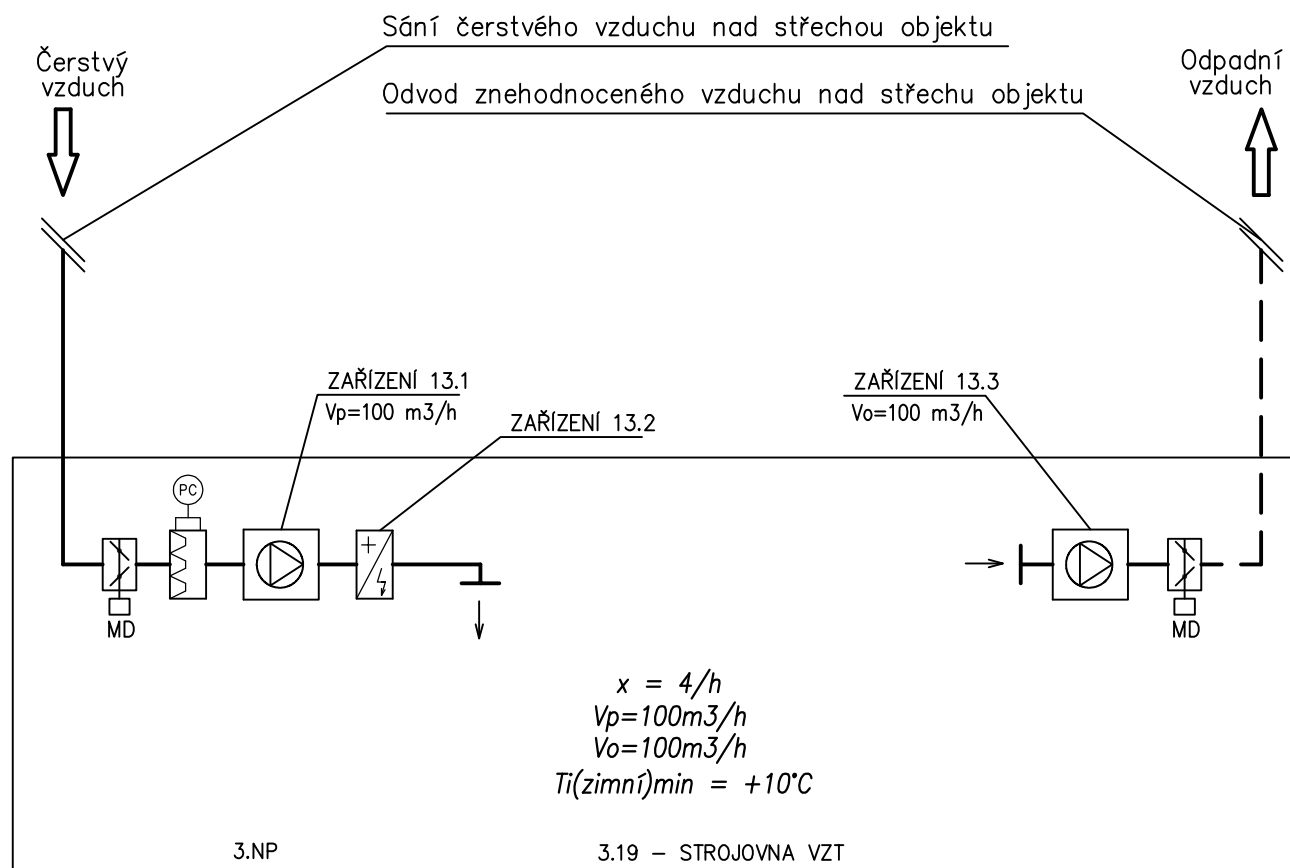 Sání čerstvého vzduchu nad střechou objektu
Čerstvý
vzduch
Odpadní
vzduch
Odvod znehodnoceného vzduchu nad střechu objektu
ZAŘÍZENÍ 13.1
Vp=100 m3/h
ZAŘÍZENÍ 13.2
ZAŘÍZENÍ 13.3
Vo=100 m3/h
PC
MD
MD
x = 4/h
Vp=100m3/h
Vo=100m3/h
Ti(zimní)min = +10°C
3.NP
3.19 – STROJOVNA VZT